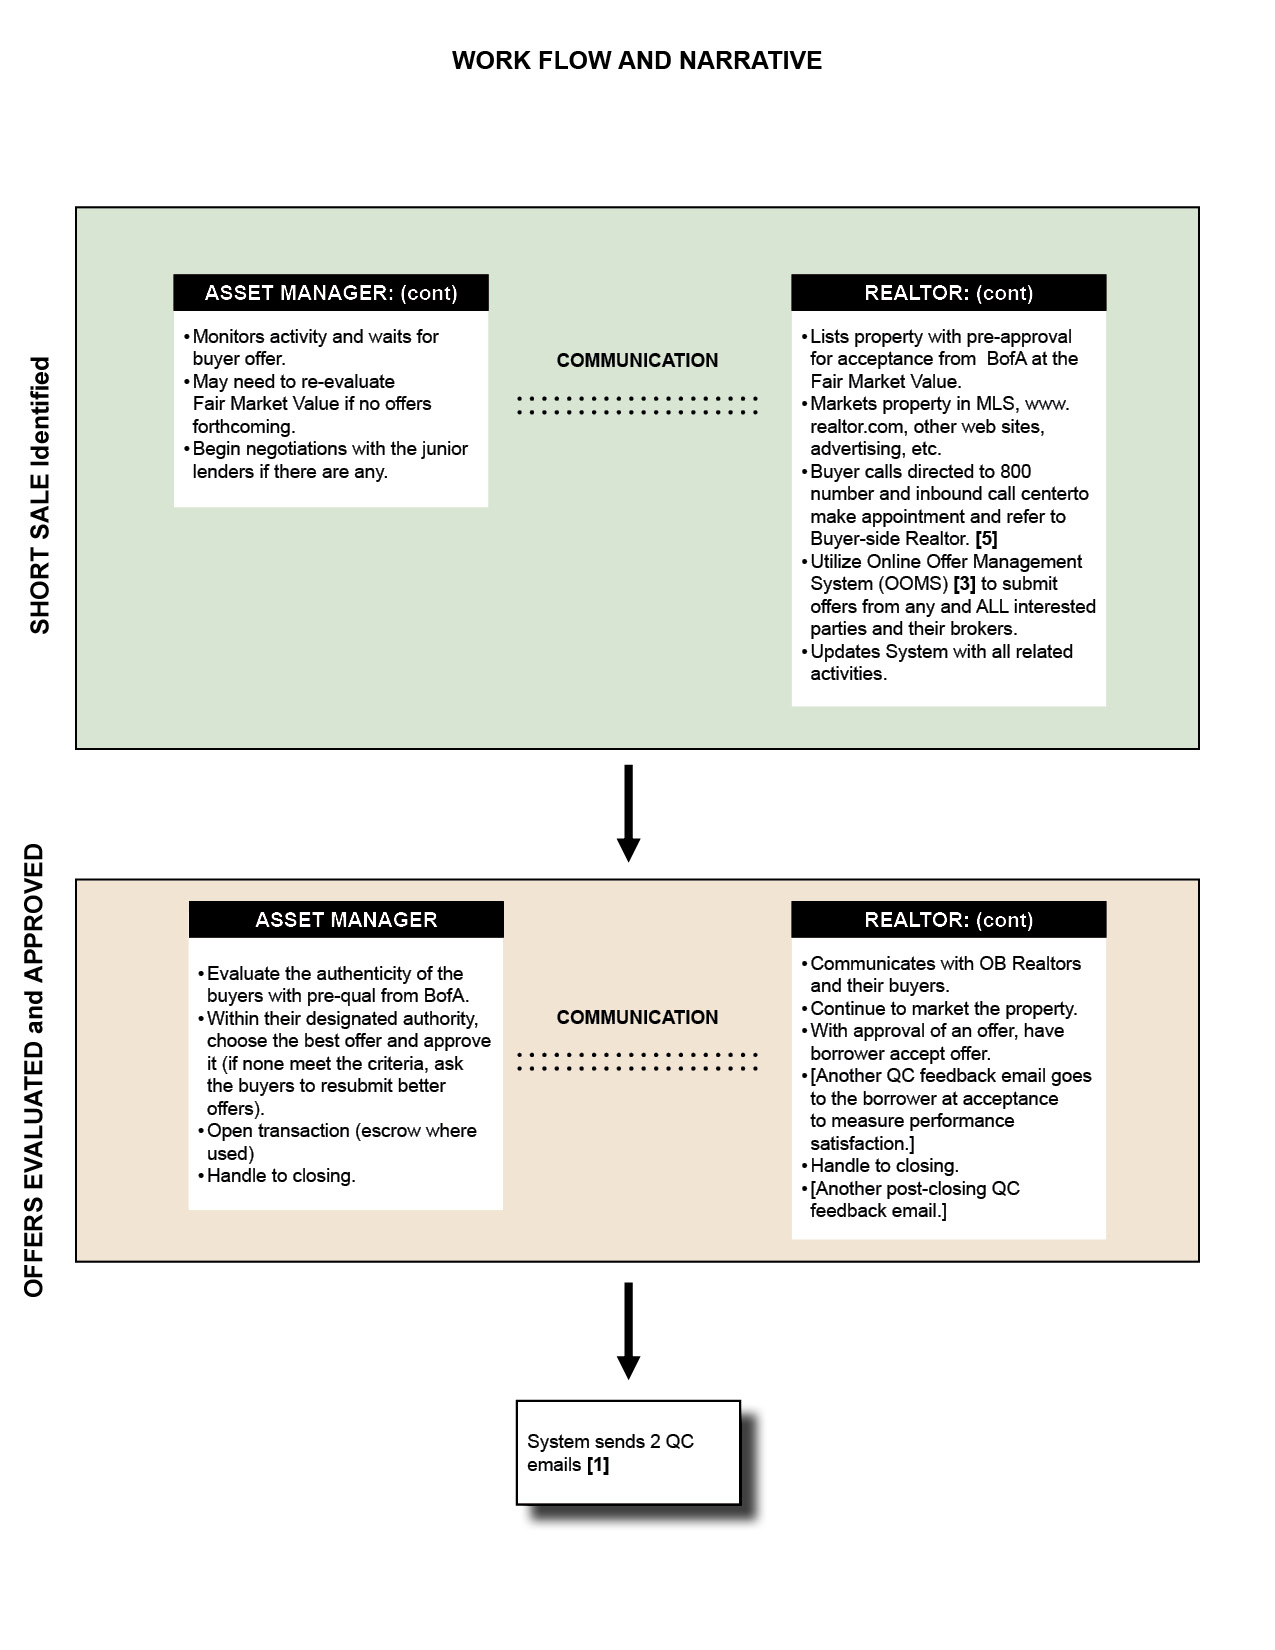 WORK FLOW AND NARRATIVE
SHORT SALE Identified
ASSET MANAGER: (cont)
•Monitors activity and waits for
buyer offer.
•May need to re-evaluate
Fair Market Value if no offers
forthcoming.
•Begin negotiations with the junior
lenders if there are any.
COMMUNICATION
REALTOR: (cont)
•Lists property with pre-approval
for acceptance from  BofA at the
Fair Market Value.
•Markets property in MLS, www.
realtor.com, other web sites,
advertising, etc.
•Buyer calls directed to 800
number and inbound call centerto
make appointment and refer to
Buyer-side Realtor. [5]
•Utilize Online Offer Management
System (OOMS) [3] to submit
offers from any and ALL interested
parties and their brokers.
•Updates System with all related
activities.
OFFERS EVALUATED and APPROVED
ASSET MANAGER
•Evaluate the authenticity of the
buyers with pre-qual from BofA.
•Within their designated authority,
choose the best offer and approve
it (if none meet the criteria, ask
the buyers to resubmit better
offers).
•Open transaction (escrow where
used)
•Handle to closing.
COMMUNICATION
REALTOR: (cont)
•Communicates with OB Realtors
and their buyers.
•Continue to market the property.
•With approval of an offer, have
borrower accept offer.
•[Another QC feedback email goes
to the borrower at acceptance
to measure performance
satisfaction.]
•Handle to closing.
•[Another post-closing QC
feedback email.]
System sends 2 QC
emails [1]